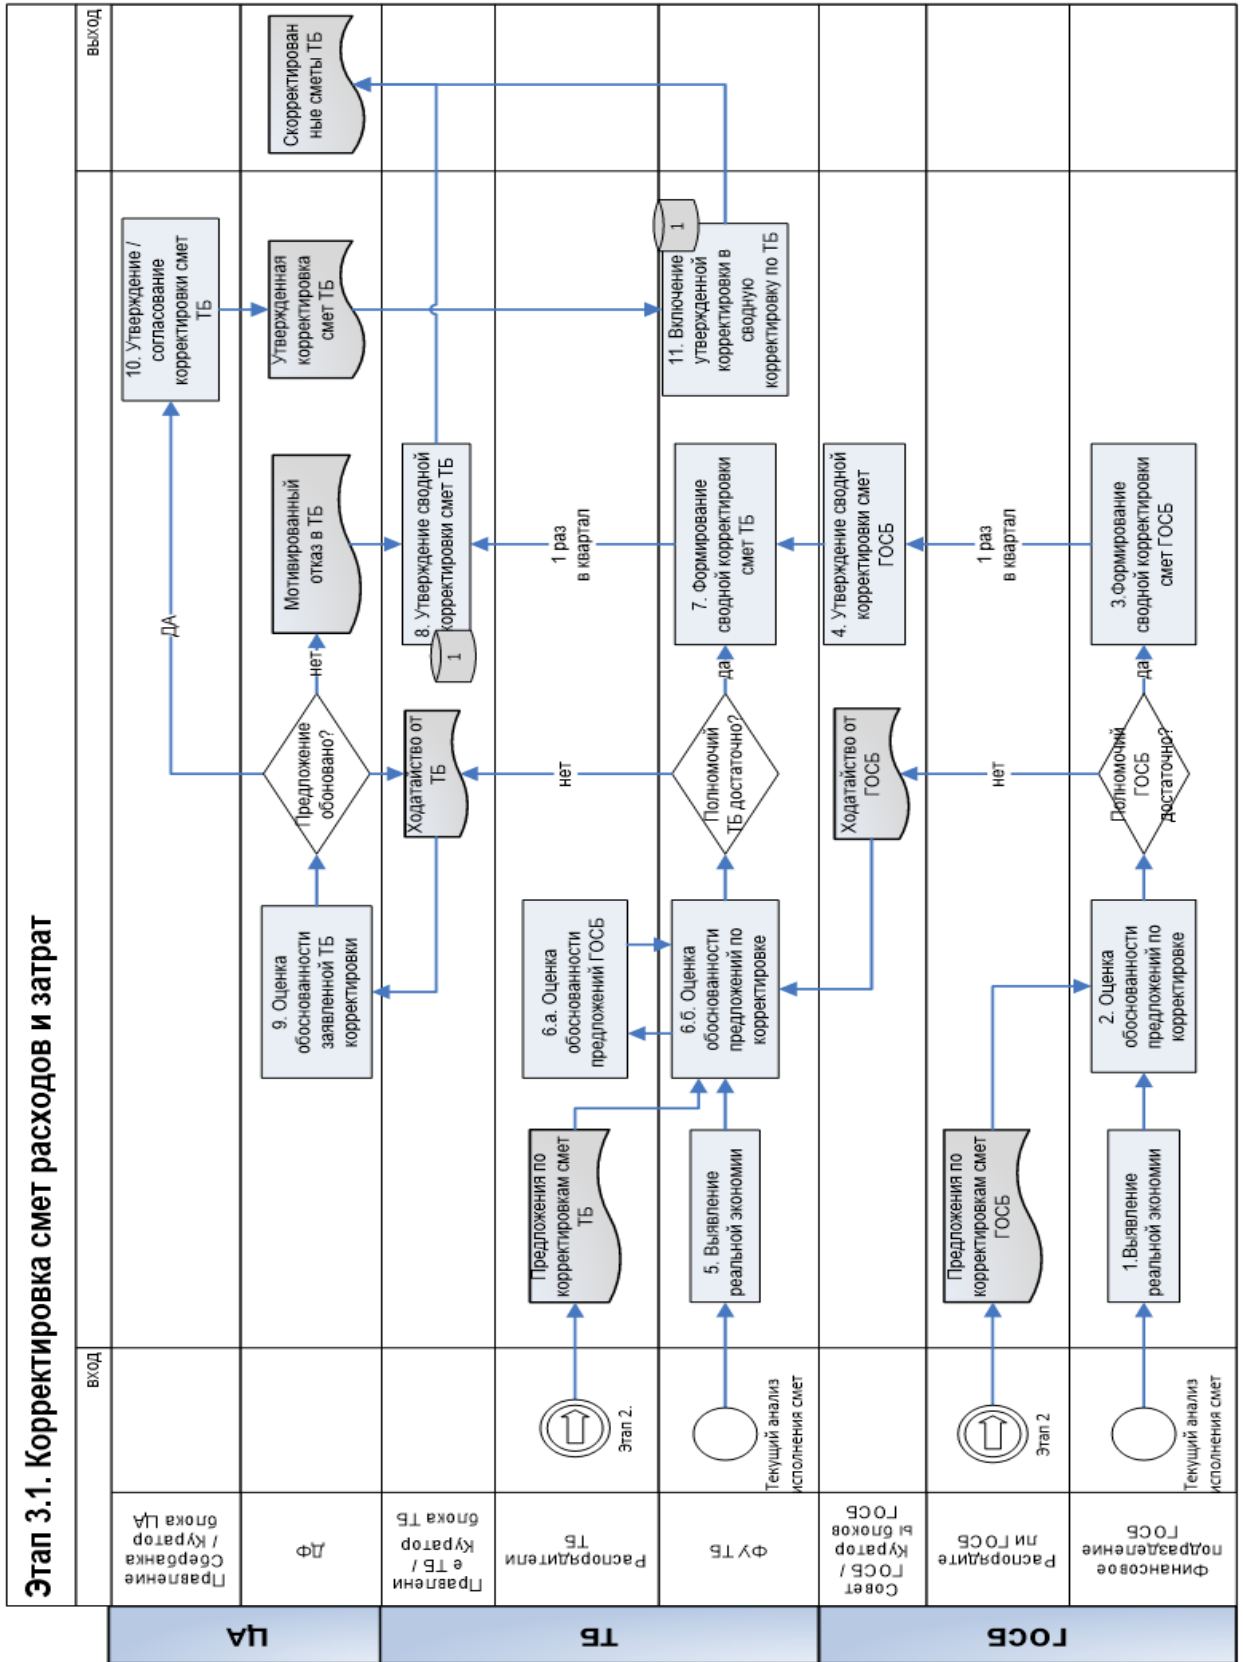 Этап 3.1. Корректировка смет расходов и затрат
ВХОД
ВЫХОД
ЦА
Правление
Сбербанка
/ Куратор
блока ЦА
10. Утверждение /
согласование
корректировки смет
ТБ
ДФ
9. Оценка
обоснованности
заявленной ТБ
корректировки
Предложение
обоновано?
ДА
нет
Мотивированный
отказ в ТБ
Утвержденная
корректировка
смет ТБ
Скорректирован
ные сметы ТБ
ТБ
Правлени
е ТБ /
Куратор
блока ТБ
Ходатайство от
ТБ
8. Утверждение сводной
корректировки смет ТБ
1
Распорядители
ТБ
Этап 2.
Предложения по
корректировкам смет
ТБ
6.а. Оценка
обоснованности
предложений ГОСБ
нет
1 раз
в квартал
ФУ ТБ
Текущий анализ
исполнения смет
5. Выявление
реальной экономии
6.б. Оценка
обоснованности
предложений по
корректировке
Полномочий
ТБ достаточно?
да
7. Формирование
сводной корректировки
смет ТБ
11. Включение
утвержденной
корректировки в
сводную
корректировку по ТБ
1
ГОСБ
Совет
ГОСБ /
Куратор
ы блоков
ГОСБ
Ходатайство от
ГОСБ
4. Утверждение сводной
корректировки смет
ГОСБ
Распорядите
ли ГОСБ
Этап 2
Предложения по
корректировкам смет
ГОСБ
нет
1 раз
в квартал
Финансовое
подразделение
ГОСБ
Текущий анализ
исполнения смет
1.Выявление
реальной экономии
2. Оценка
обоснованности
предложений по
корректировке
Полномочий
ГОСБ
достаточно?
да
3.Формирование
сводной корректировки
смет ГОСБ